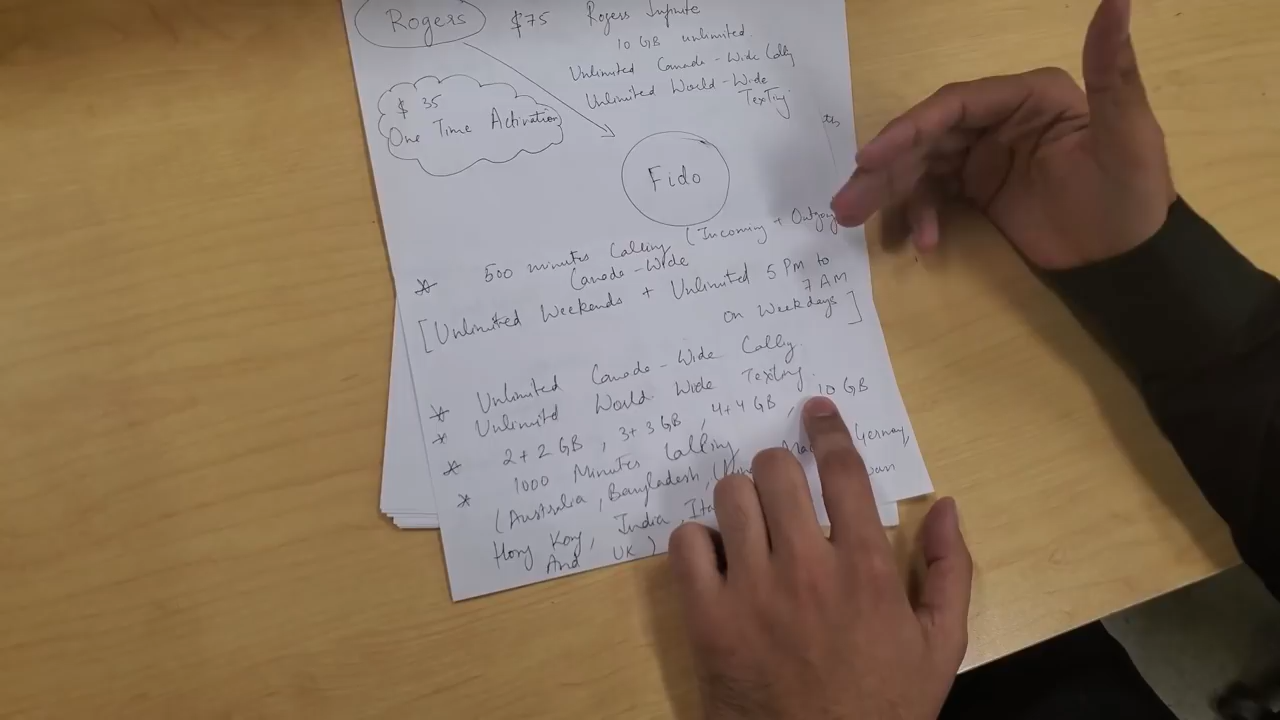 Rogers $75 Rogers Infinite
10 GB unlimited.
Unlimited Canada-Wide Calling
Unlimited World-Wide
Texting.
$ 35
One Time Activation
th
Fido
* 500 minutes Calling (Incoming + Outgoing
Canada-Wide
[Unlimited Weekends + Unlimited 5 PM to
7 AM
on Weekdays]
* Unlimited Canada-Wide Calling.
* Unlimited World Wide Texting.
* 2+2 GB, 3+3 GB, 4+4 GB, 10 GB
* 1000 Minutes Calling
(Australia, Bangladesh, Germany,
Hong Kong, India,
And UK)